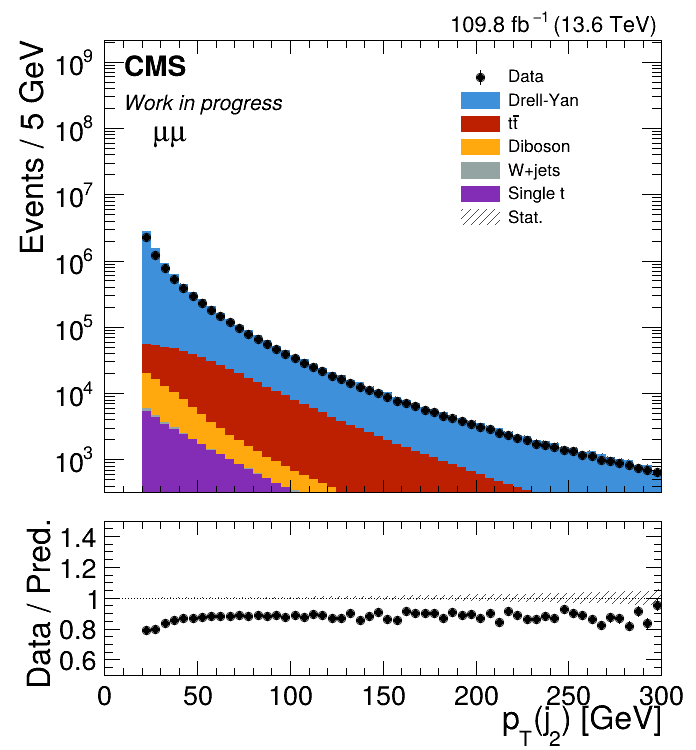 109.8 fb⁻¹ (13.6 TeV)
CMS
Work in progress
μμ
Data
Drell-Yan
tt̄
Diboson
W+jets
Single t
Stat.
Events / 5 GeV
10⁹
10⁸
10⁷
10⁶
10⁵
10⁴
10³
Data / Pred.
1.4
1.2
1
0.8
0.6
0 50 100 150 200 250 300
p_T(j_2) [GeV]